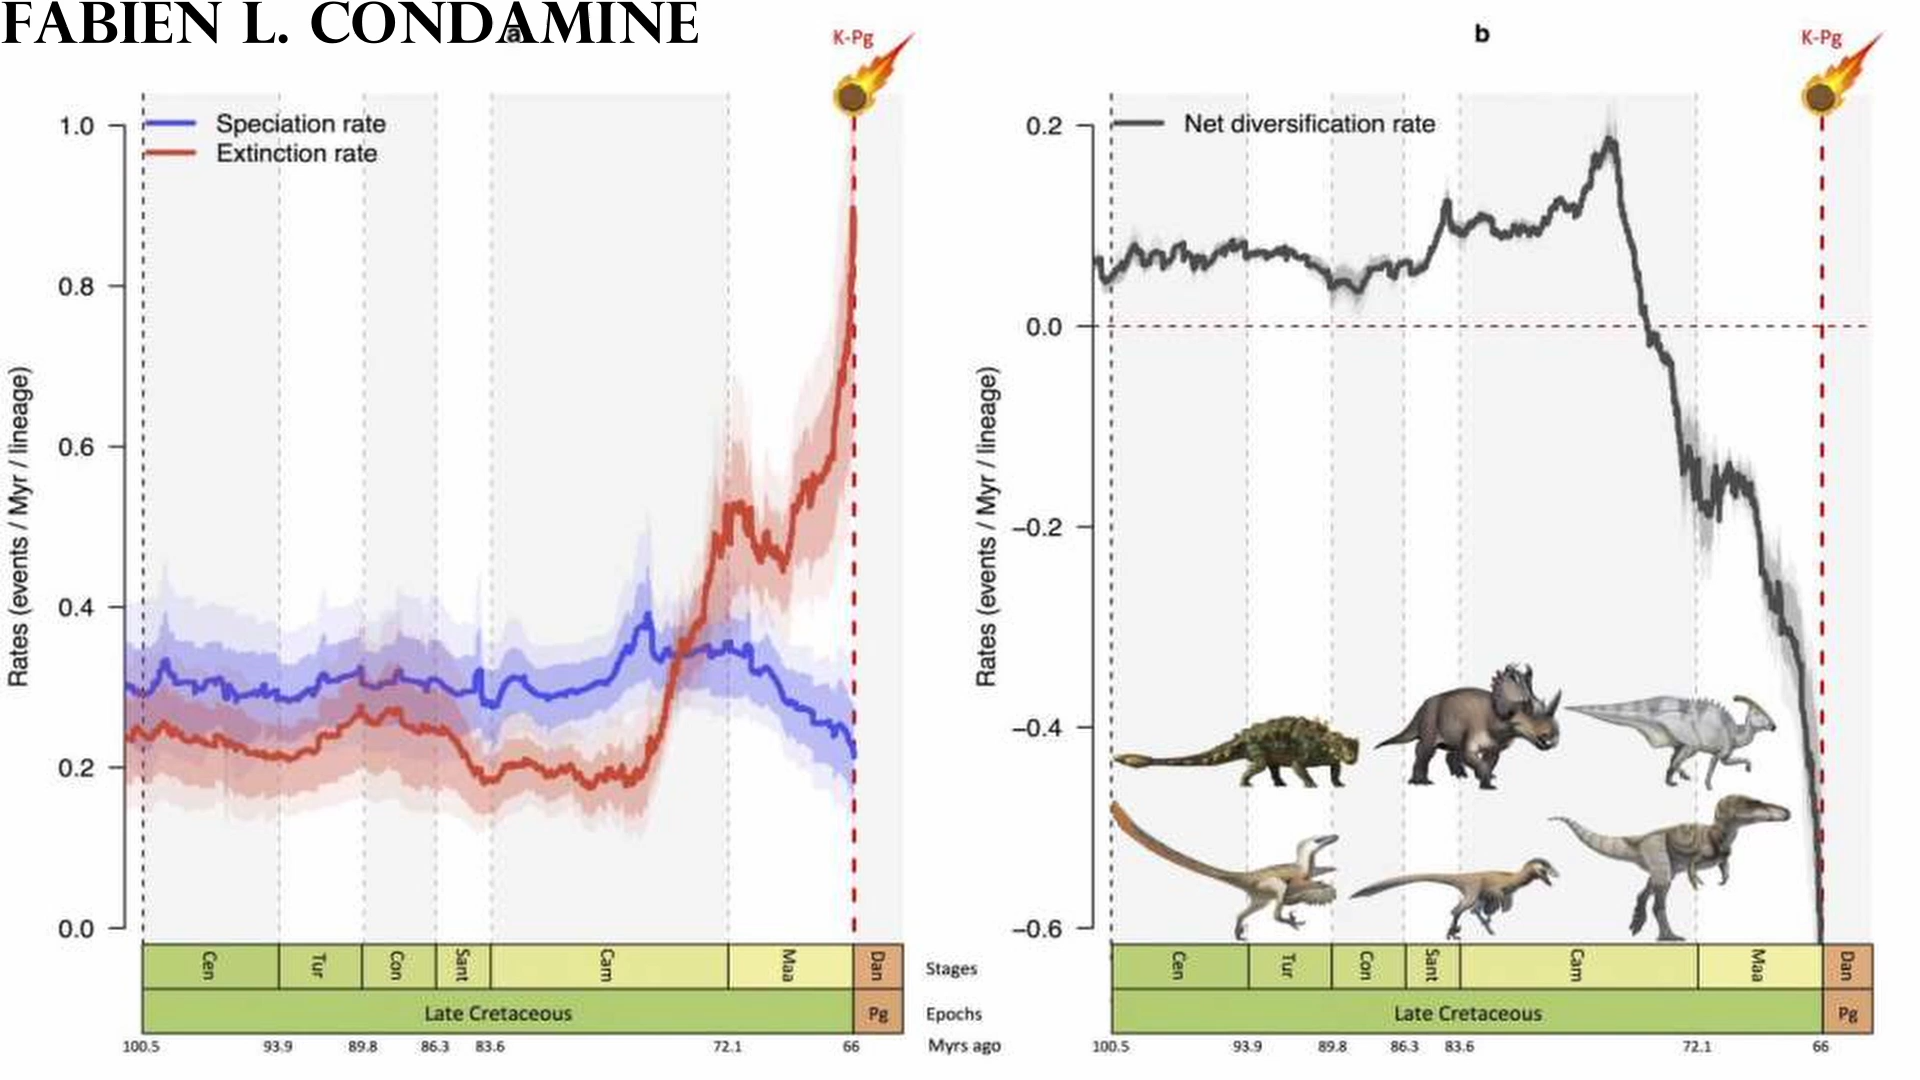 FABIEN L. CONDAMINE
a
K-Pg
Speciation rate
Extinction rate
1.0
0.8
0.6
0.4
0.2
0.0
Rates (events / Myr / lineage)
Cen
Tur
Con
Sant
Cam
Maa
Dan
Stages
Late Cretaceous
Pg
Epochs
100.5
93.9
89.8
86.3
83.6
72.1
66
Myrs ago
b
K-Pg
Net diversification rate
0.2
0.0
−0.2
−0.4
−0.6
Rates (events / Myr / lineage)
Cen
Tur
Con
Sant
Cam
Maa
Dan
Late Cretaceous
Pg
100.5
93.9
89.8
86.3
83.6
72.1
66